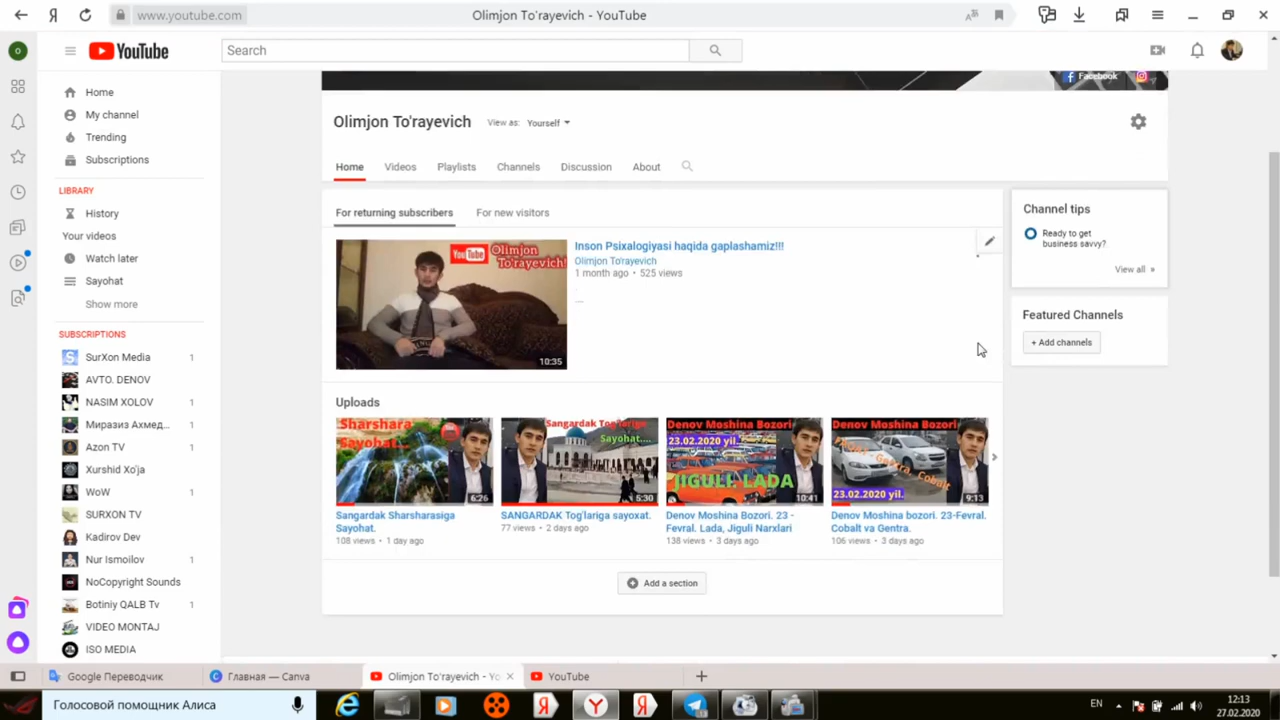 Я
www.youtube.com
Olimjon To`rayevich - YouTube
O
YouTube
Search
Home
My channel
Trending
Subscriptions
LIBRARY
History
Your videos
Watch later
Sayohat
Show more
SUBSCRIPTIONS
SurXon Media 1
AVTO. DENOV
NASIM XOLOV 1
Миразиз Ахмед... 2
Azon TV 1
Xurshid Xo'ja
WoW 1
SURXON TV
Kadirov Dev
Nur Ismoilov 1
NoCopyright Sounds
Botiniy QALB Tv 1
VIDEO MONTAJ
ISO MEDIA
Facebook
Olimjon To'rayevich
View as: Yourself
Home Videos Playlists Channels Discussion About
For returning subscribers For new visitors
YouTube Olimjon
To'rayevich!
10:35
Inson Psixalogiyasi haqida gaplashamiz!!!
Olimjon To'rayevich
1 month ago • 525 views
Channel tips
Ready to get
business savvy?
View all »
Featured Channels
+ Add channels
Uploads
Sharshara
Sayohat...
6:26
Sangardak Sharsharasiga
Sayohat.
108 views • 1 day ago
Sangardak Tog'lariga
Sayohat....
5:30
SANGARDAK Tog'lariga sayoxat.
77 views • 2 days ago
Denov Moshina Bozori
23.02.2020 yil.
JIGULI. LADA
10:41
Denov Moshina Bozori. 23 -
Fevral. Lada, Jiguli Narxlari
138 views • 3 days ago
Denov Moshina Bozori
Gentra, Cobalt
23.02.2020 yil.
9:13
Denov Moshina bozori. 23-Fevral.
Cobalt va Gentra.
106 views • 3 days ago
Add a section
Google Переводчик
Главная — Canva
Olimjon To`rayevich - Yo
YouTube
Голосовой помощник Алиса
EN
12:13
27.02.2020